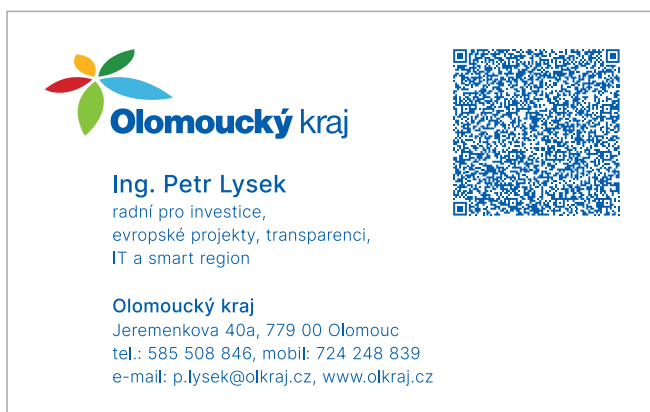 Olomoucký kraj
Ing. Petr Lysek
radní pro investice,
evropské projekty, transparenci,
IT a smart region
Olomoucký kraj
Jeremenkova 40a, 779 00 Olomouc
tel.: 585 508 846, mobil: 724 248 839
e-mail: p.lysek@olkraj.cz, www.olkraj.cz